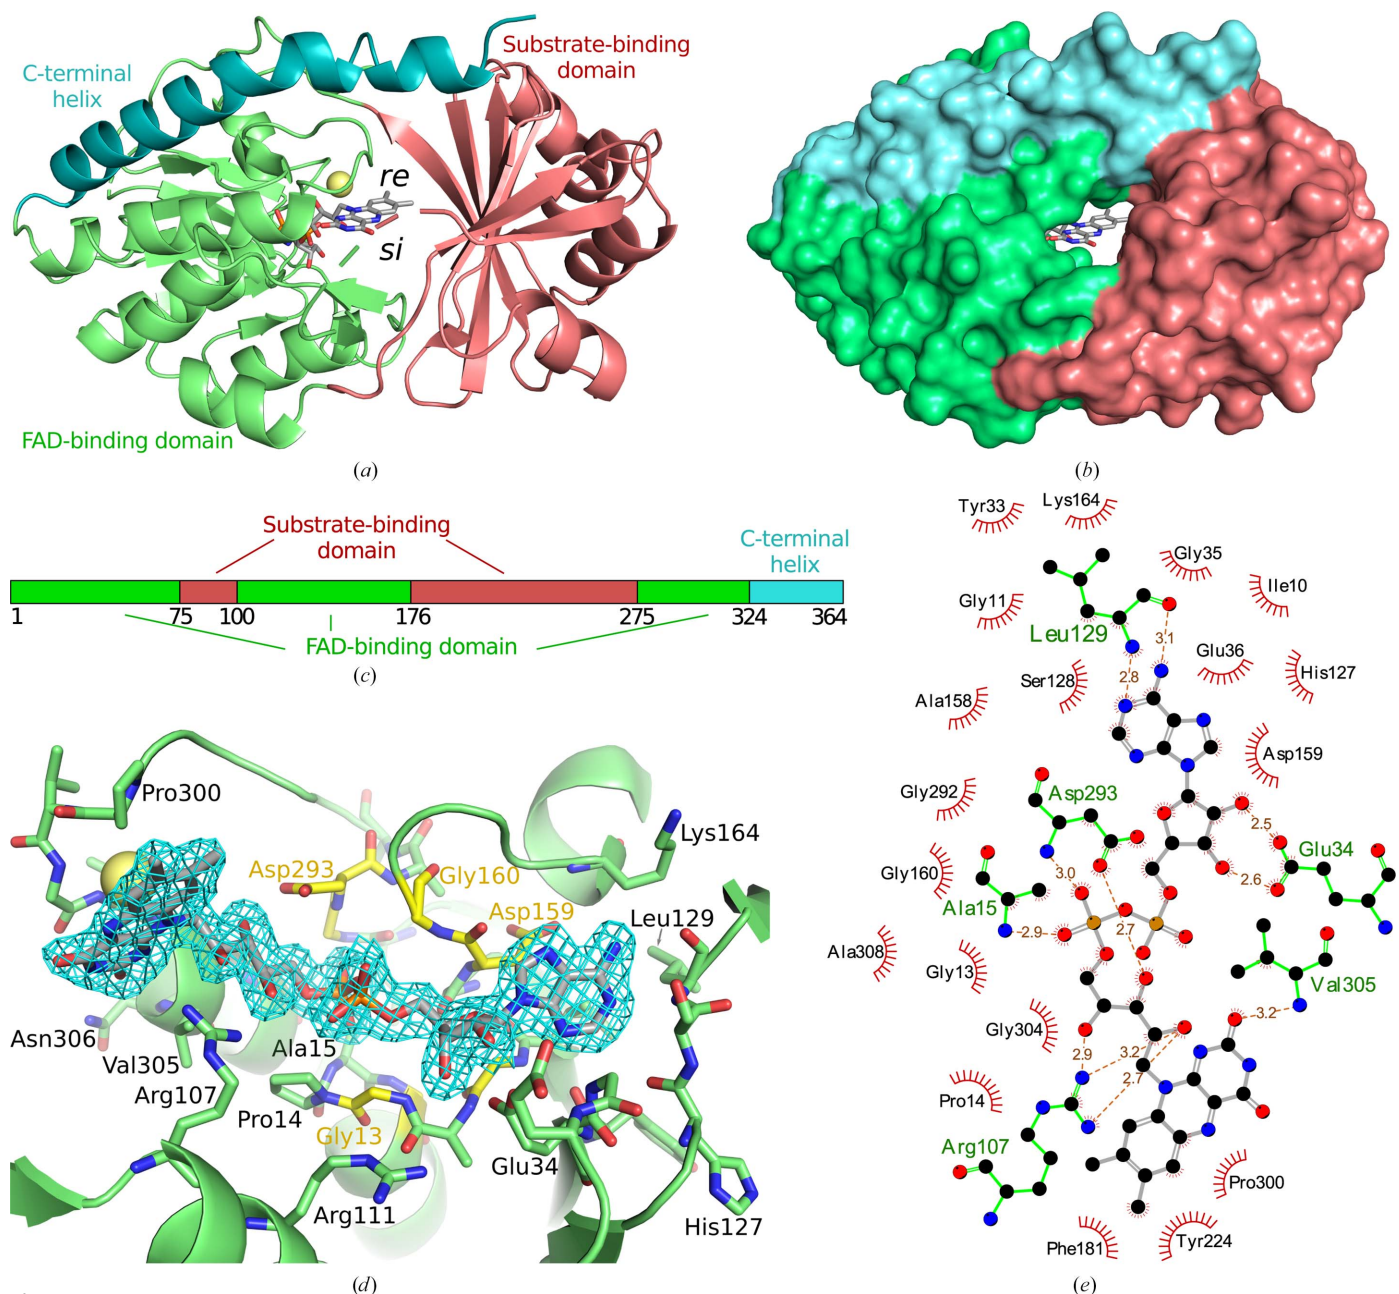 C-terminal
helix
Substrate-binding
domain
re
si
FAD-binding domain
(a)
(b)
Substrate-binding
domain
C-terminal
helix
1 75 100 176 275 324 364
FAD-binding domain
(c)
Pro300
Asp293
Gly160
Lys164
Asp159
Leu129
Asn306
Val305
Ala15
Arg107
Pro14
Gly13
Glu34
Arg111
His127
(d)
Tyr33
Lys164
Gly35
Ile10
Gly11
Leu129
3.1
Glu36
His127
Ser128
2.8
Ala158
Asp159
Gly292
Asp293
2.5
Glu34
Gly160
3.0
2.6
Ala15
2.9
2.7
Ala308
Gly13
Val305
Gly304
3.2
2.9
3.2
2.7
Pro14
Arg107
Pro300
Phe181
Tyr224
(e)